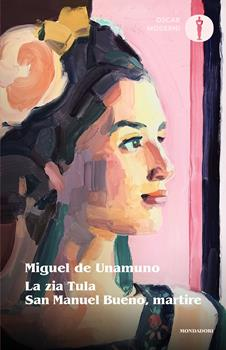 OSCAR
MODERNI
Miguel de Unamuno
La zia Tula
San Manuel Bueno, martire
MONDADORI